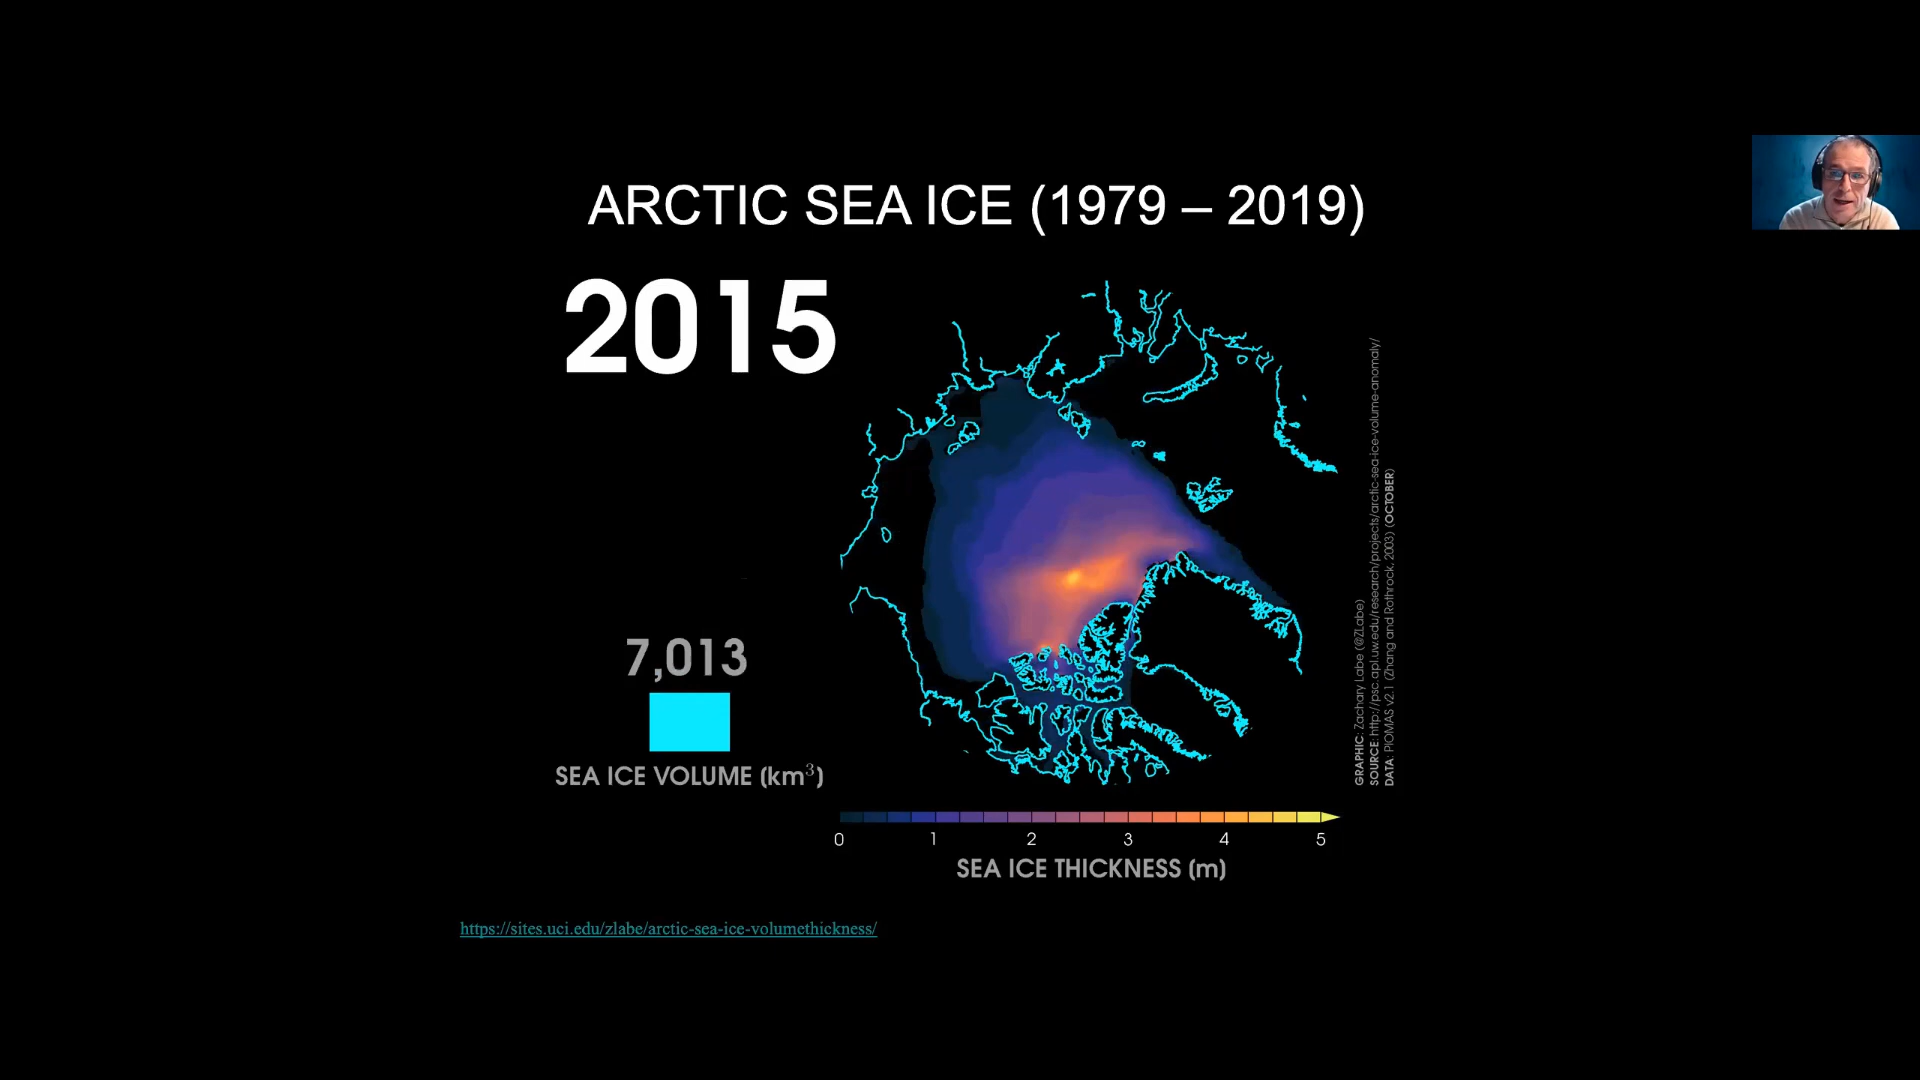 ARCTIC SEA ICE (1979 – 2019)
2015
7,013
SEA ICE VOLUME (km³)
0 1 2 3 4 5
SEA ICE THICKNESS (m)
GRAPHIC: Zachary Labe (@ZLabe)
SOURCE: http://psc.apl.uw.edu/research/projects/arctic-sea-ice-volume-anomaly/
DATA: PIOMAS v2.1 (Zhang and Rothrock, 2003) (OCTOBER)
https://sites.uci.edu/zlabe/arctic-sea-ice-volumethickness/